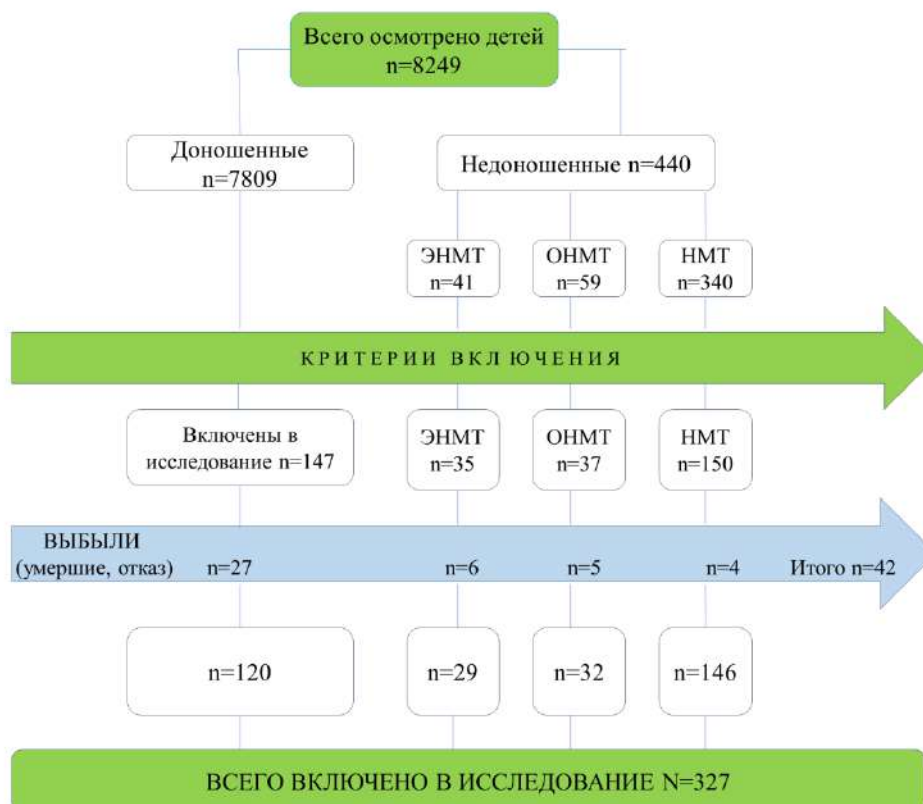 Всего осмотрено детей
n=8249
Доношенные
n=7809
Недоношенные n=440
ЭНМТ
n=41
ОНМТ
n=59
НМТ
n=340
КРИТЕРИИ ВКЛЮЧЕНИЯ
Включены в
исследование n=147
ЭНМТ
n=35
ОНМТ
n=37
НМТ
n=150
ВЫБЫЛИ
(умершие, отказ) n=27 n=6 n=5 n=4 Итого n=42
n=120 n=29 n=32 n=146
ВСЕГО ВКЛЮЧЕНО В ИССЛЕДОВАНИЕ N=327